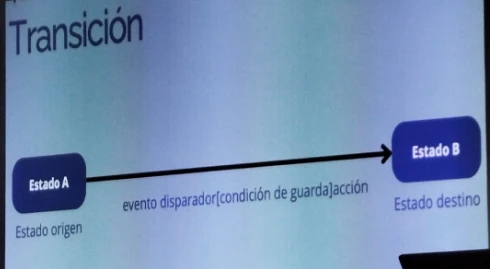 Transición
Estado A
Estado B
evento disparador[condición de guarda]acción
Estado origen
Estado destino